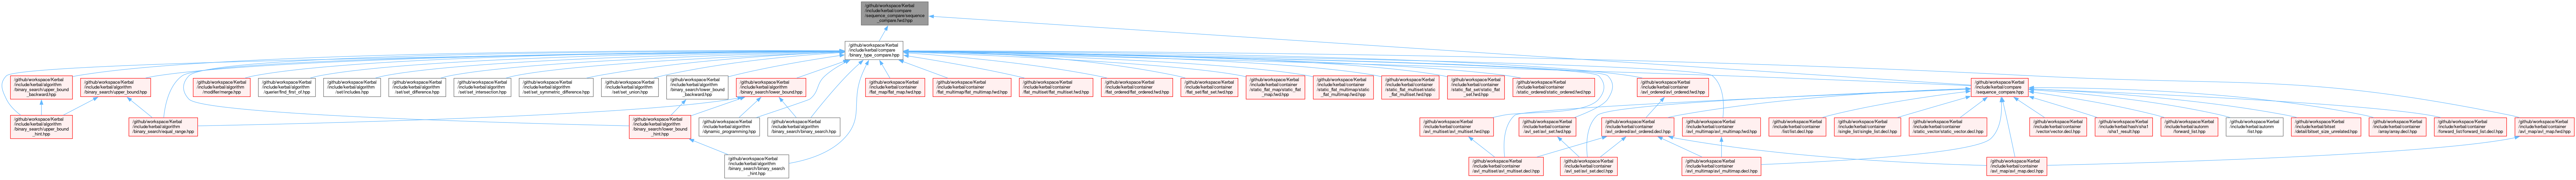 /github/workspace/Kerbal
/include/kerbal/compare
/sequence_compare/sequence
_compare.fwd.hpp
/github/workspace/Kerbal
/include/kerbal/compare
/binary_type_compare.hpp
/github/workspace/Kerbal
/include/kerbal/algorithm
/binary_search/upper_bound
_backward.hpp
/github/workspace/Kerbal
/include/kerbal/algorithm
/binary_search/upper_bound.hpp
/github/workspace/Kerbal
/include/kerbal/algorithm
/modifier/merge.hpp
/github/workspace/Kerbal
/include/kerbal/algorithm
/querier/find_first_of.hpp
/github/workspace/Kerbal
/include/kerbal/algorithm
/set/includes.hpp
/github/workspace/Kerbal
/include/kerbal/algorithm
/set/set_difference.hpp
/github/workspace/Kerbal
/include/kerbal/algorithm
/set/set_intersection.hpp
/github/workspace/Kerbal
/include/kerbal/algorithm
/set/set_symmetric_difference.hpp
/github/workspace/Kerbal
/include/kerbal/algorithm
/set/set_union.hpp
/github/workspace/Kerbal
/include/kerbal/algorithm
/binary_search/lower_bound
_backward.hpp
/github/workspace/Kerbal
/include/kerbal/algorithm
/binary_search/lower_bound.hpp
/github/workspace/Kerbal
/include/kerbal/container
/flat_map/flat_map.fwd.hpp
/github/workspace/Kerbal
/include/kerbal/container
/flat_multimap/flat_multimap.fwd.hpp
/github/workspace/Kerbal
/include/kerbal/container
/flat_multiset/flat_multiset.fwd.hpp
/github/workspace/Kerbal
/include/kerbal/container
/flat_ordered/flat_ordered.fwd.hpp
/github/workspace/Kerbal
/include/kerbal/container
/flat_set/flat_set.fwd.hpp
/github/workspace/Kerbal
/include/kerbal/container
/static_flat_map/static_flat
_map.fwd.hpp
/github/workspace/Kerbal
/include/kerbal/container
/static_flat_multimap/static
_flat_multimap.fwd.hpp
/github/workspace/Kerbal
/include/kerbal/container
/static_flat_multiset/static
_flat_multiset.fwd.hpp
/github/workspace/Kerbal
/include/kerbal/container
/static_flat_set/static_flat
_set.fwd.hpp
/github/workspace/Kerbal
/include/kerbal/container
/static_ordered/static_ordered.fwd.hpp
/github/workspace/Kerbal
/include/kerbal/container
/avl_ordered/avl_ordered.fwd.hpp
/github/workspace/Kerbal
/include/kerbal/compare
/sequence_compare.hpp
/github/workspace/Kerbal
/include/kerbal/algorithm
/binary_search/upper_bound
_hint.hpp
/github/workspace/Kerbal
/include/kerbal/algorithm
/binary_search/equal_range.hpp
/github/workspace/Kerbal
/include/kerbal/algorithm
/binary_search/lower_bound
_hint.hpp
/github/workspace/Kerbal
/include/kerbal/algorithm
/dynamic_programming.hpp
/github/workspace/Kerbal
/include/kerbal/algorithm
/binary_search/binary_search.hpp
/github/workspace/Kerbal
/include/kerbal/container
/avl_multiset/avl_multiset.fwd.hpp
/github/workspace/Kerbal
/include/kerbal/container
/avl_set/avl_set.fwd.hpp
/github/workspace/Kerbal
/include/kerbal/container
/avl_ordered/avl_ordered.decl.hpp
/github/workspace/Kerbal
/include/kerbal/container
/avl_multimap/avl_multimap.fwd.hpp
/github/workspace/Kerbal
/include/kerbal/container
/list/list.decl.hpp
/github/workspace/Kerbal
/include/kerbal/container
/single_list/single_list.decl.hpp
/github/workspace/Kerbal
/include/kerbal/container
/static_vector/static_vector.decl.hpp
/github/workspace/Kerbal
/include/kerbal/container
/vector/vector.decl.hpp
/github/workspace/Kerbal
/include/kerbal/hash/sha1
/sha1_result.hpp
/github/workspace/Kerbal
/include/kerbal/autonm
/forward_list.hpp
/github/workspace/Kerbal
/include/kerbal/autonm
/list.hpp
/github/workspace/Kerbal
/include/kerbal/bitset
/detail/bitset_size_unrelated.hpp
/github/workspace/Kerbal
/include/kerbal/container
/array/array.decl.hpp
/github/workspace/Kerbal
/include/kerbal/container
/forward_list/forward_list.decl.hpp
/github/workspace/Kerbal
/include/kerbal/container
/avl_map/avl_map.fwd.hpp
/github/workspace/Kerbal
/include/kerbal/algorithm
/binary_search/binary_search
_hint.hpp
/github/workspace/Kerbal
/include/kerbal/container
/avl_multiset/avl_multiset.decl.hpp
/github/workspace/Kerbal
/include/kerbal/container
/avl_set/avl_set.decl.hpp
/github/workspace/Kerbal
/include/kerbal/container
/avl_multimap/avl_multimap.decl.hpp
/github/workspace/Kerbal
/include/kerbal/container
/avl_map/avl_map.decl.hpp